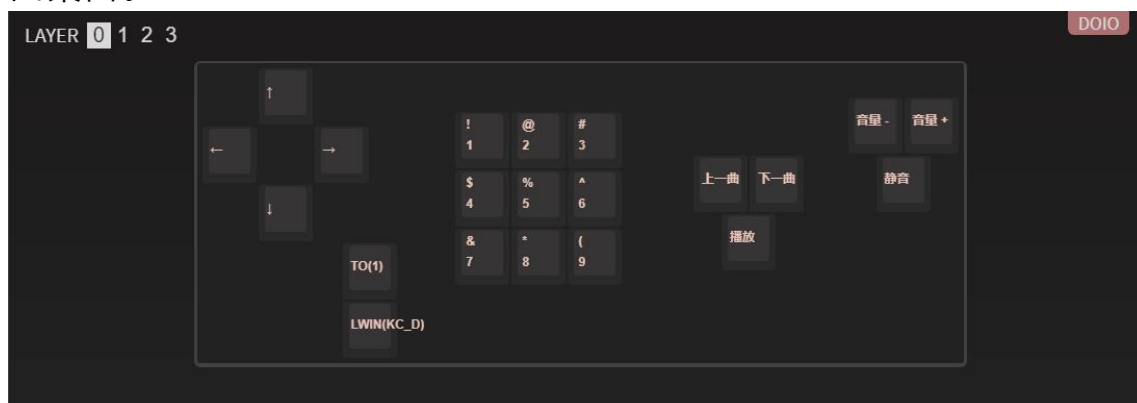 LAYER 0 1 2 3
DOIO
↑
←
→
↓
TO(1)
LWIN(KC_D)
! @ #
1 2 3
$ % ^
4 5 6
& * (
7 8 9
上一曲 下一曲
播放
音量 - 音量 +
静音